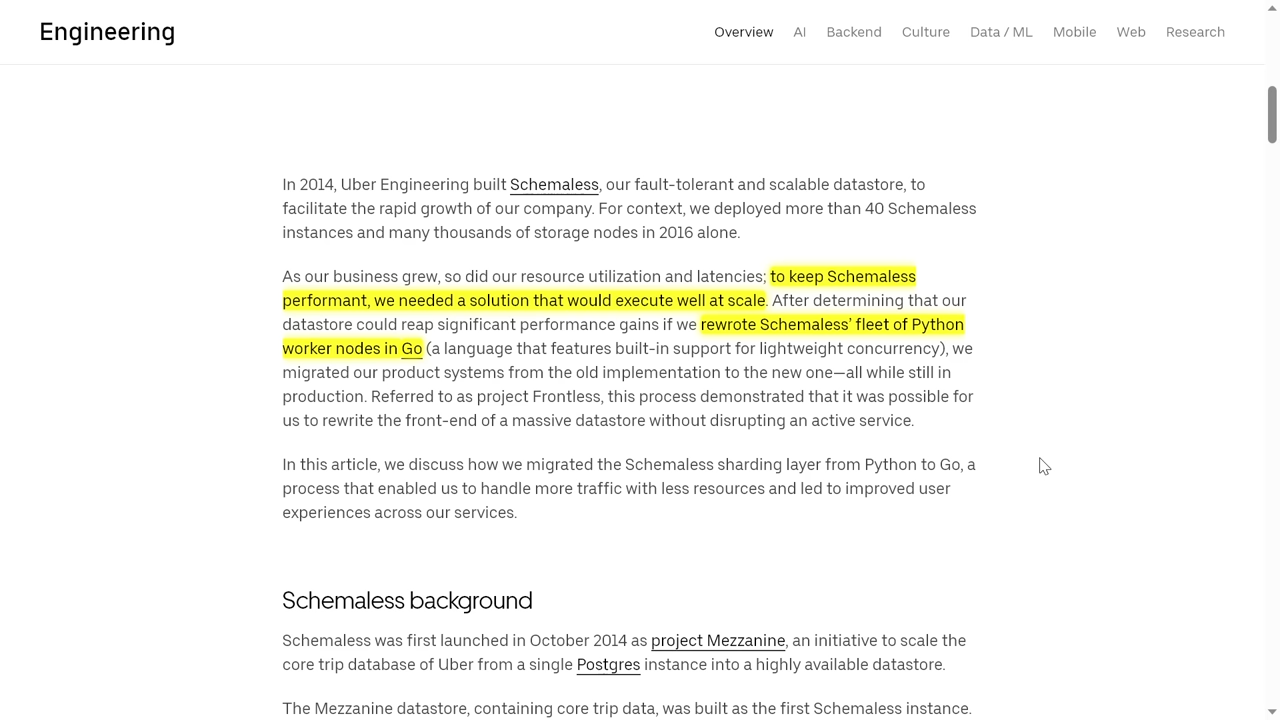 Engineering
Overview AI Backend Culture Data / ML Mobile Web Research
In 2014, Uber Engineering built Schemaless, our fault-tolerant and scalable datastore, to
facilitate the rapid growth of our company. For context, we deployed more than 40 Schemaless
instances and many thousands of storage nodes in 2016 alone.
As our business grew, so did our resource utilization and latencies; to keep Schemaless
performant, we needed a solution that would execute well at scale. After determining that our
datastore could reap significant performance gains if we rewrote Schemaless’ fleet of Python
worker nodes in Go (a language that features built-in support for lightweight concurrency), we
migrated our product systems from the old implementation to the new one—all while still in
production. Referred to as project Frontless, this process demonstrated that it was possible for
us to rewrite the front-end of a massive datastore without disrupting an active service.
In this article, we discuss how we migrated the Schemaless sharding layer from Python to Go, a
process that enabled us to handle more traffic with less resources and led to improved user
experiences across our services.
Schemaless background
Schemaless was first launched in October 2014 as project Mezzanine, an initiative to scale the
core trip database of Uber from a single Postgres instance into a highly available datastore.
The Mezzanine datastore, containing core trip data, was built as the first Schemaless instance.